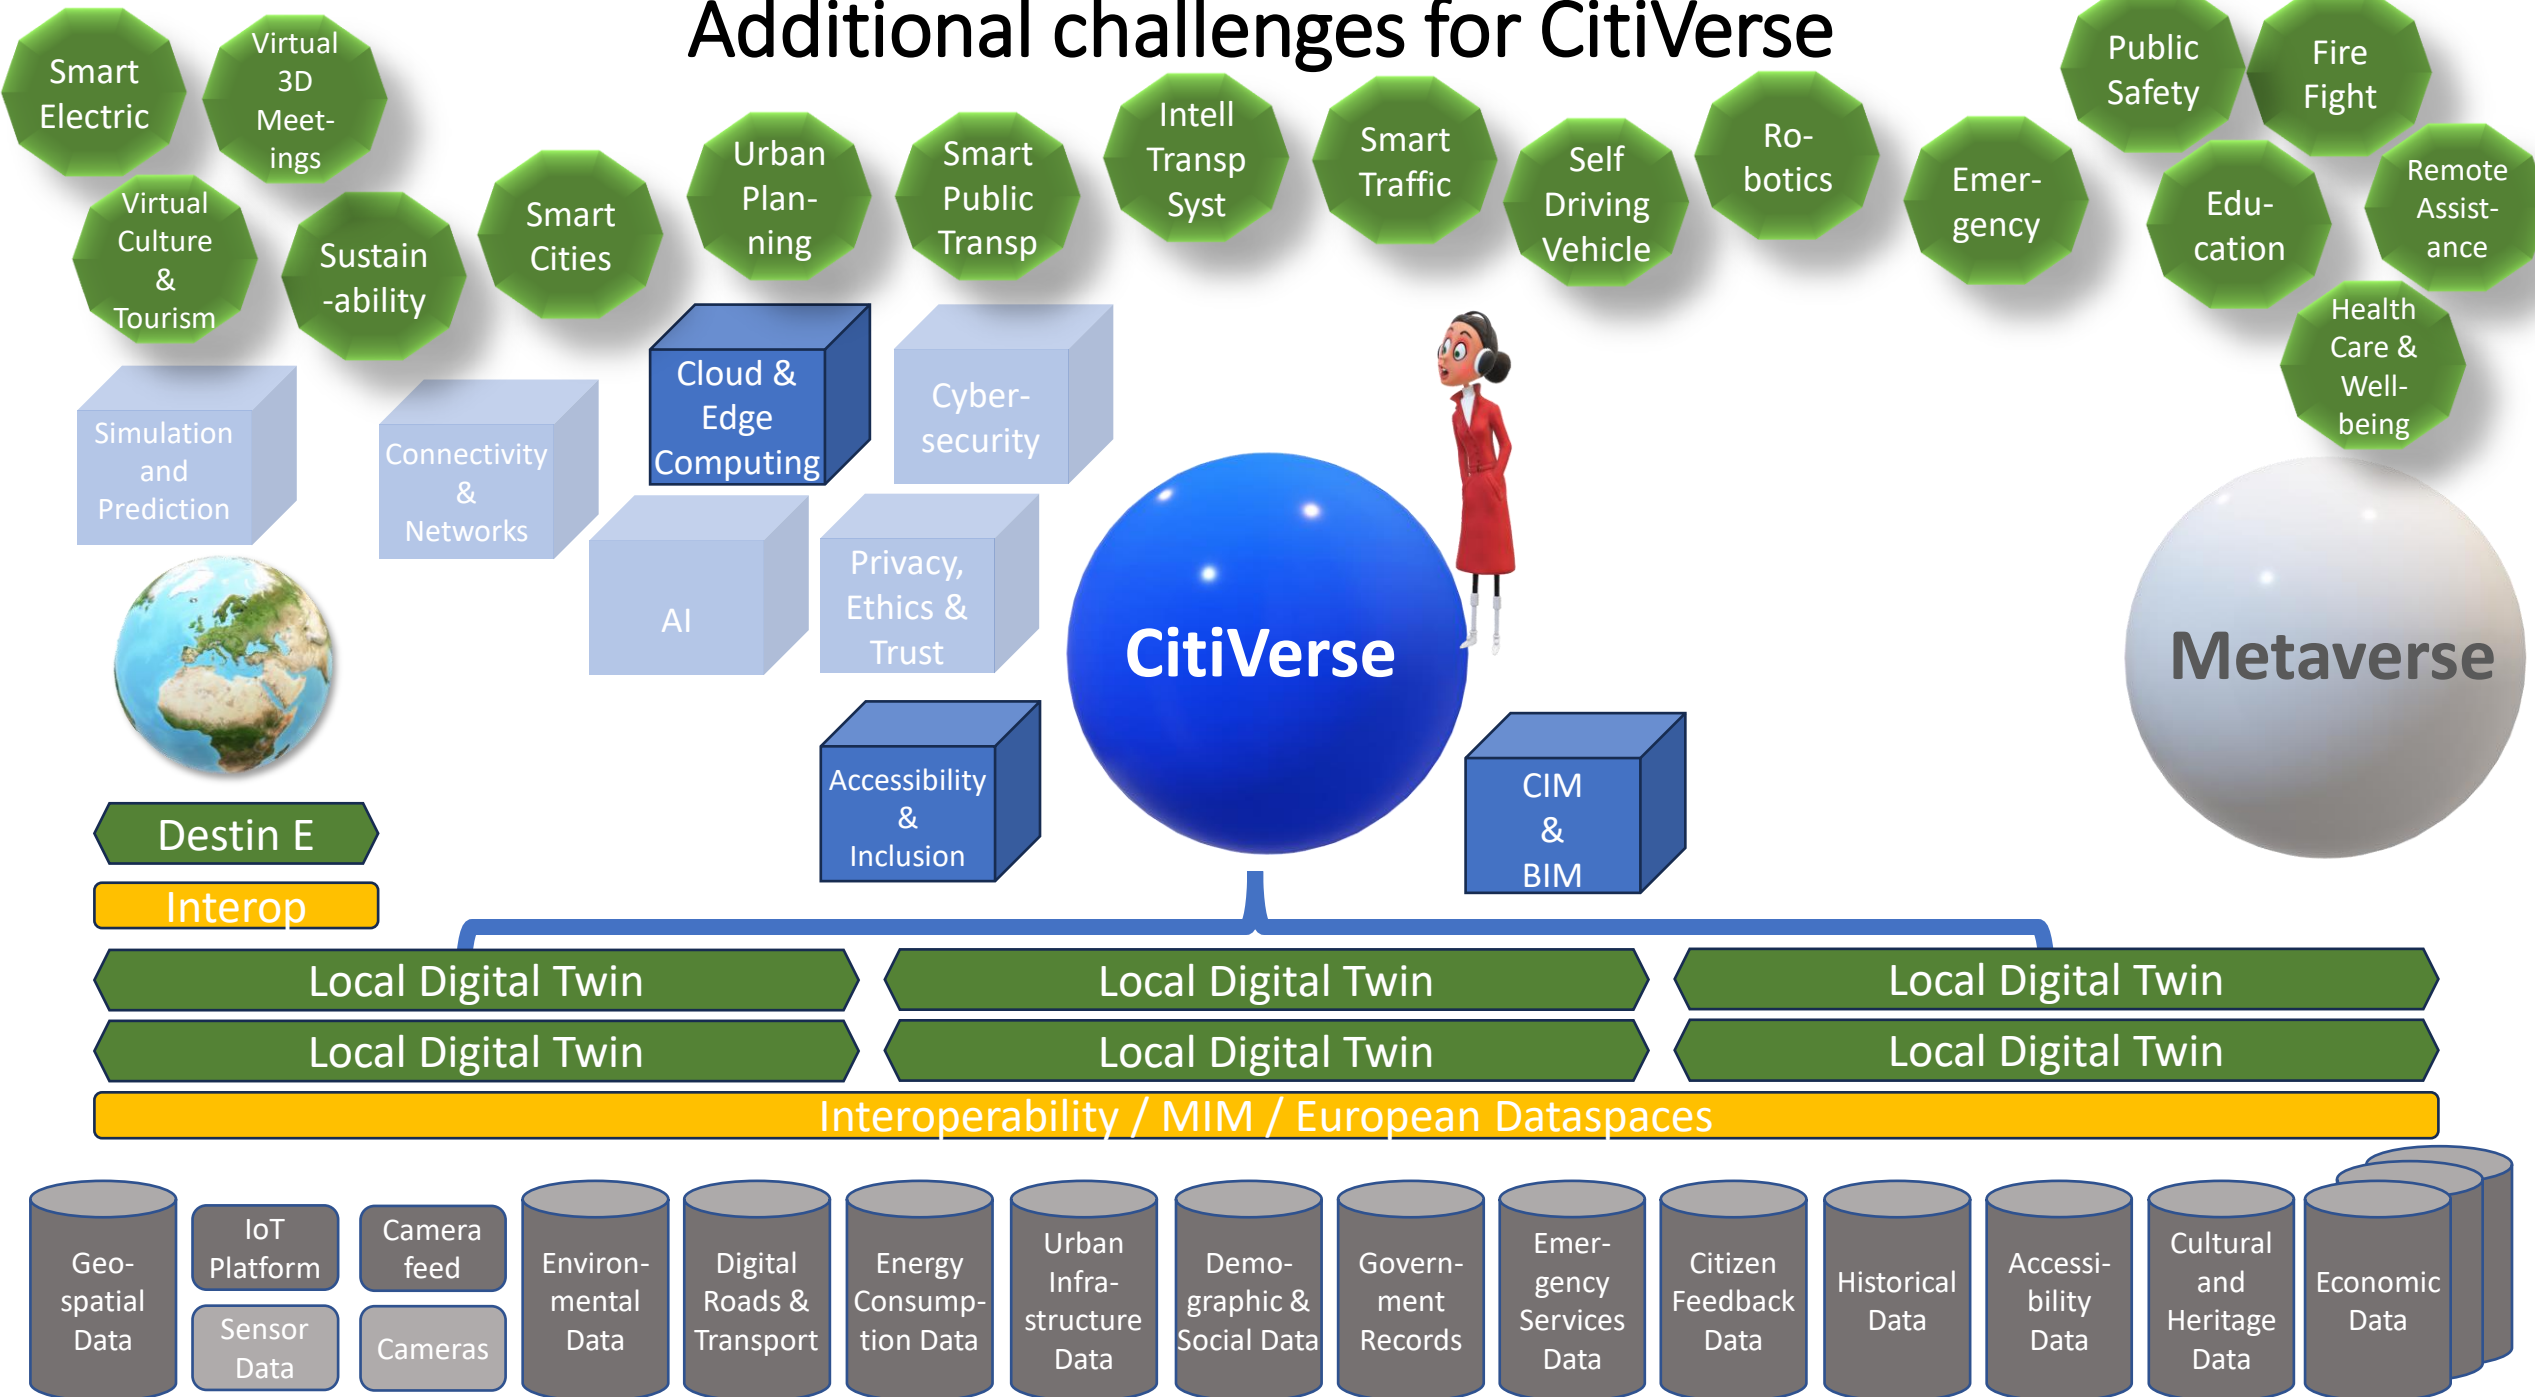 Additional challenges for CitiVerse
Smart
Electric
Virtual
3D
Meet-
ings
Virtual
Culture
&
Tourism
Sustain
-ability
Smart
Cities
Urban
Plan-
ning
Smart
Public
Transp
Intell
Transp
Syst
Smart
Traffic
Self
Driving
Vehicle
Ro-
botics
Emer-
gency
Public
Safety
Fire
Fight
Edu-
cation
Remote
Assist-
ance
Health
Care &
Well-
being
Simulation
and
Prediction
Connectivity
&
Networks
Cloud &
Edge
Computing
Cyber-
security
AI
Privacy,
Ethics &
Trust
CitiVerse
Metaverse
Accessibility
&
Inclusion
CIM
&
BIM
Destin E
Interop
Local Digital Twin
Local Digital Twin
Local Digital Twin
Local Digital Twin
Local Digital Twin
Local Digital Twin
Interoperability / MIM / European Dataspaces
Geo-
spatial
Data
IoT
Platform
Sensor
Data
Camera
feed
Cameras
Environ-
mental
Data
Digital
Roads &
Transport
Energy
Consump-
tion Data
Urban
Infra-
structure
Data
Demo-
graphic &
Social Data
Govern-
ment
Records
Emer-
gency
Services
Data
Citizen
Feedback
Data
Historical
Data
Accessi-
bility
Data
Cultural
and
Heritage
Data
Economic
Data